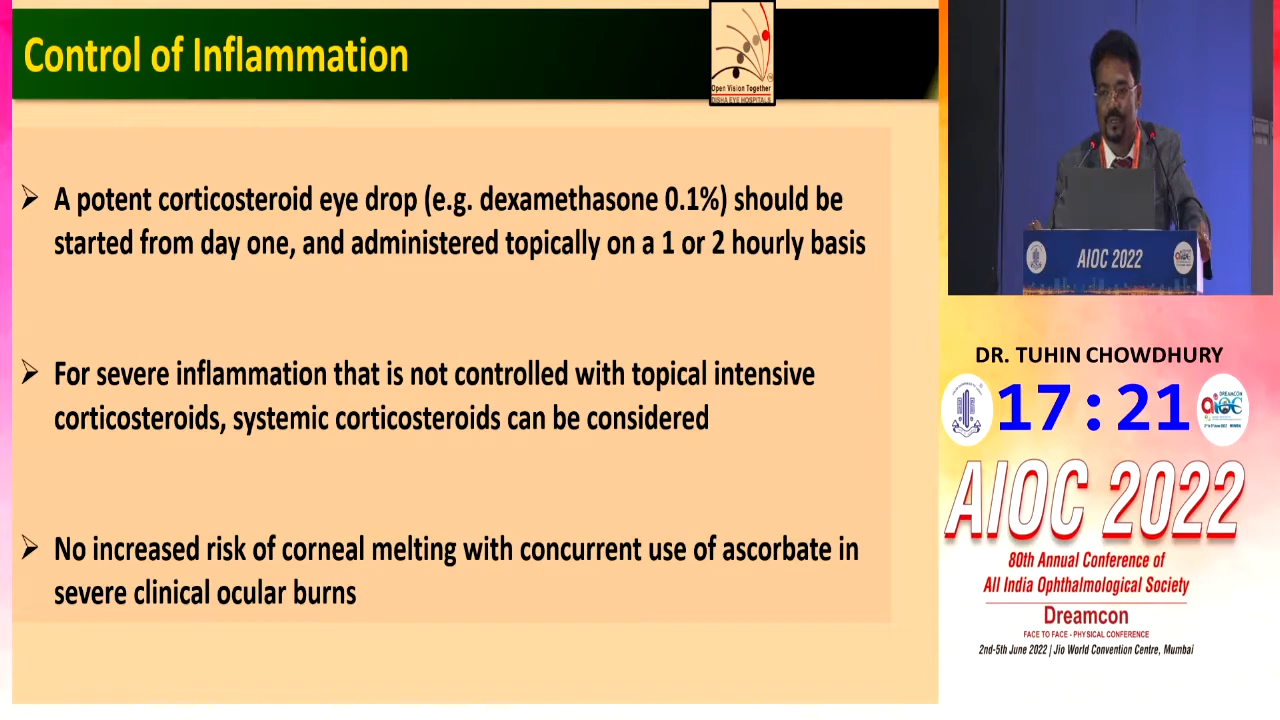 Control of Inflammation
Open Vision Together
DISHA EYE HOSPITALS
➢ A potent corticosteroid eye drop (e.g. dexamethasone 0.1%) should be
started from day one, and administered topically on a 1 or 2 hourly basis
➢ For severe inflammation that is not controlled with topical intensive
corticosteroids, systemic corticosteroids can be considered
➢ No increased risk of corneal melting with concurrent use of ascorbate in
severe clinical ocular burns
AIOC 2022
DR. TUHIN CHOWDHURY
17:21
DREAMCON
aioc
AIOC 2022
80th Annual Conference of
All India Ophthalmological Society
Dreamcon
FACE TO FACE - PHYSICAL CONFERENCE
2nd-5th June 2022 | Jio World Convention Centre, Mumbai